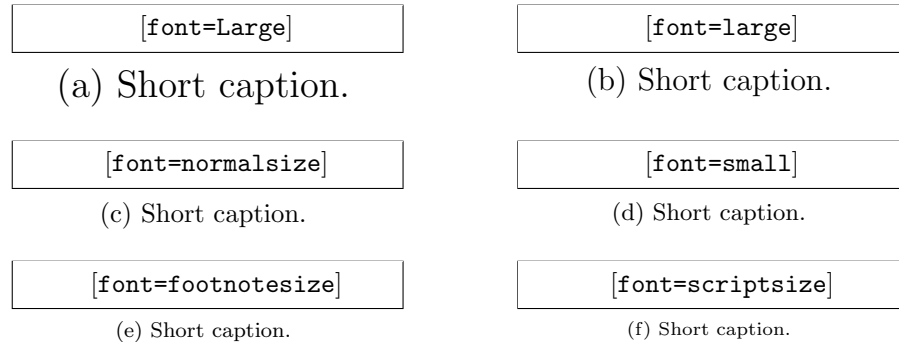 [font=Large]
(a) Short caption.
[font=large]
(b) Short caption.
[font=normalsize]
(c) Short caption.
[font=small]
(d) Short caption.
[font=footnotesize]
(e) Short caption.
[font=scriptsize]
(f) Short caption.